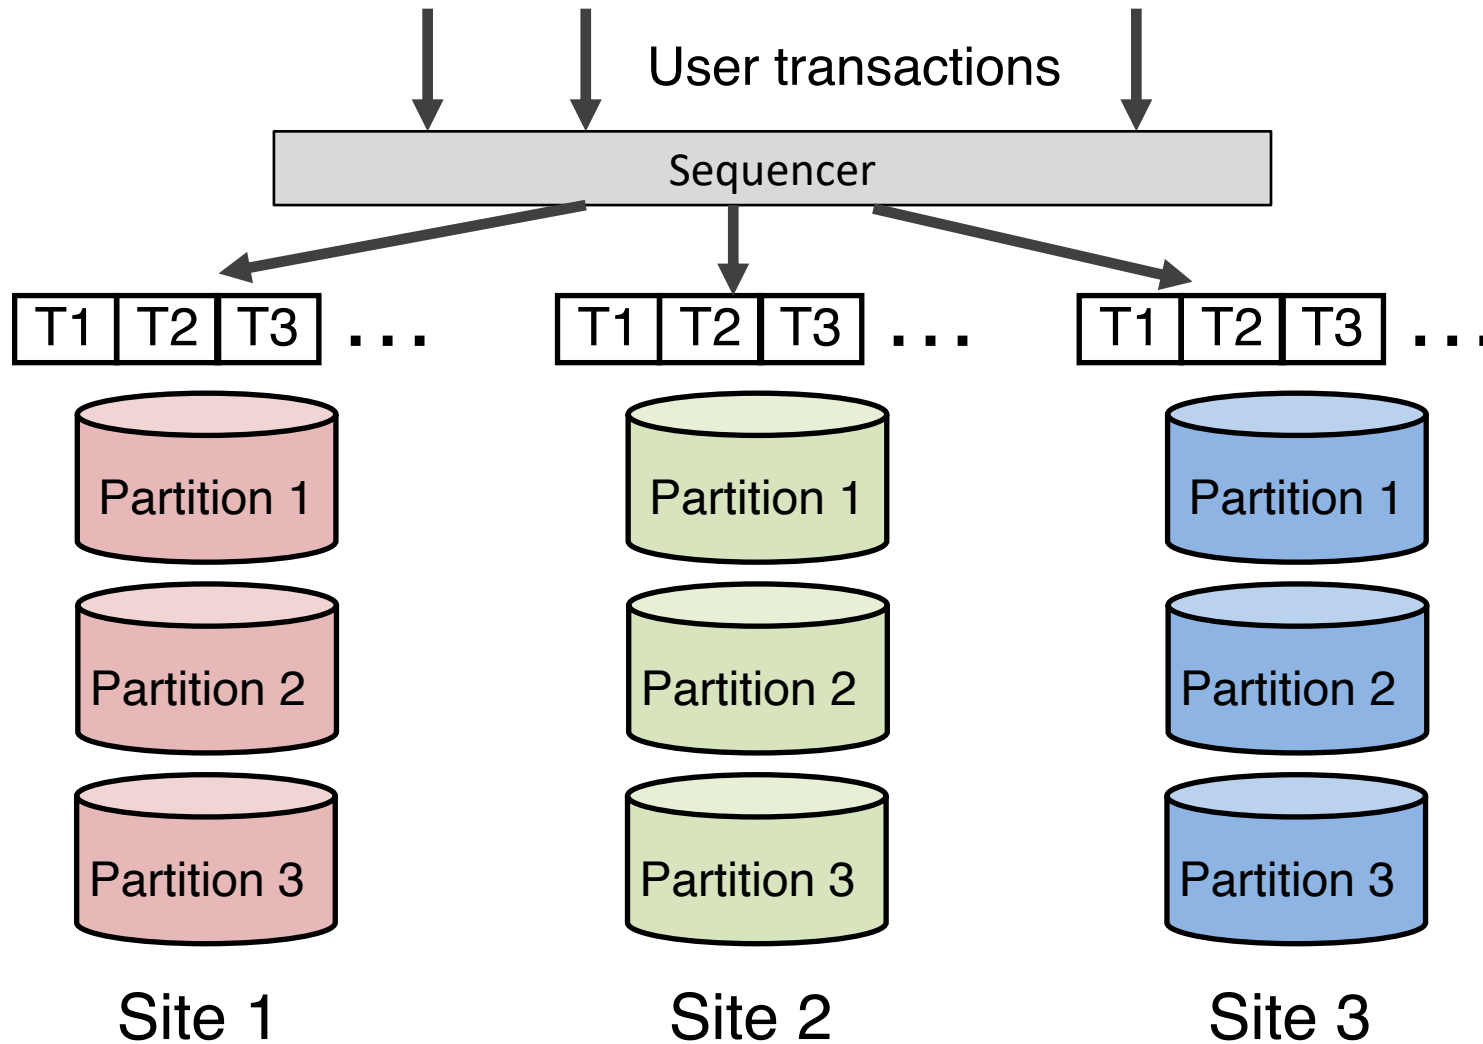 User transactions
Sequencer
T1 T2 T3 ... T1 T2 T3 ... T1 T2 T3 ...
Partition 1 Partition 1 Partition 1
Partition 2 Partition 2 Partition 2
Partition 3 Partition 3 Partition 3
Site 1 Site 2 Site 3